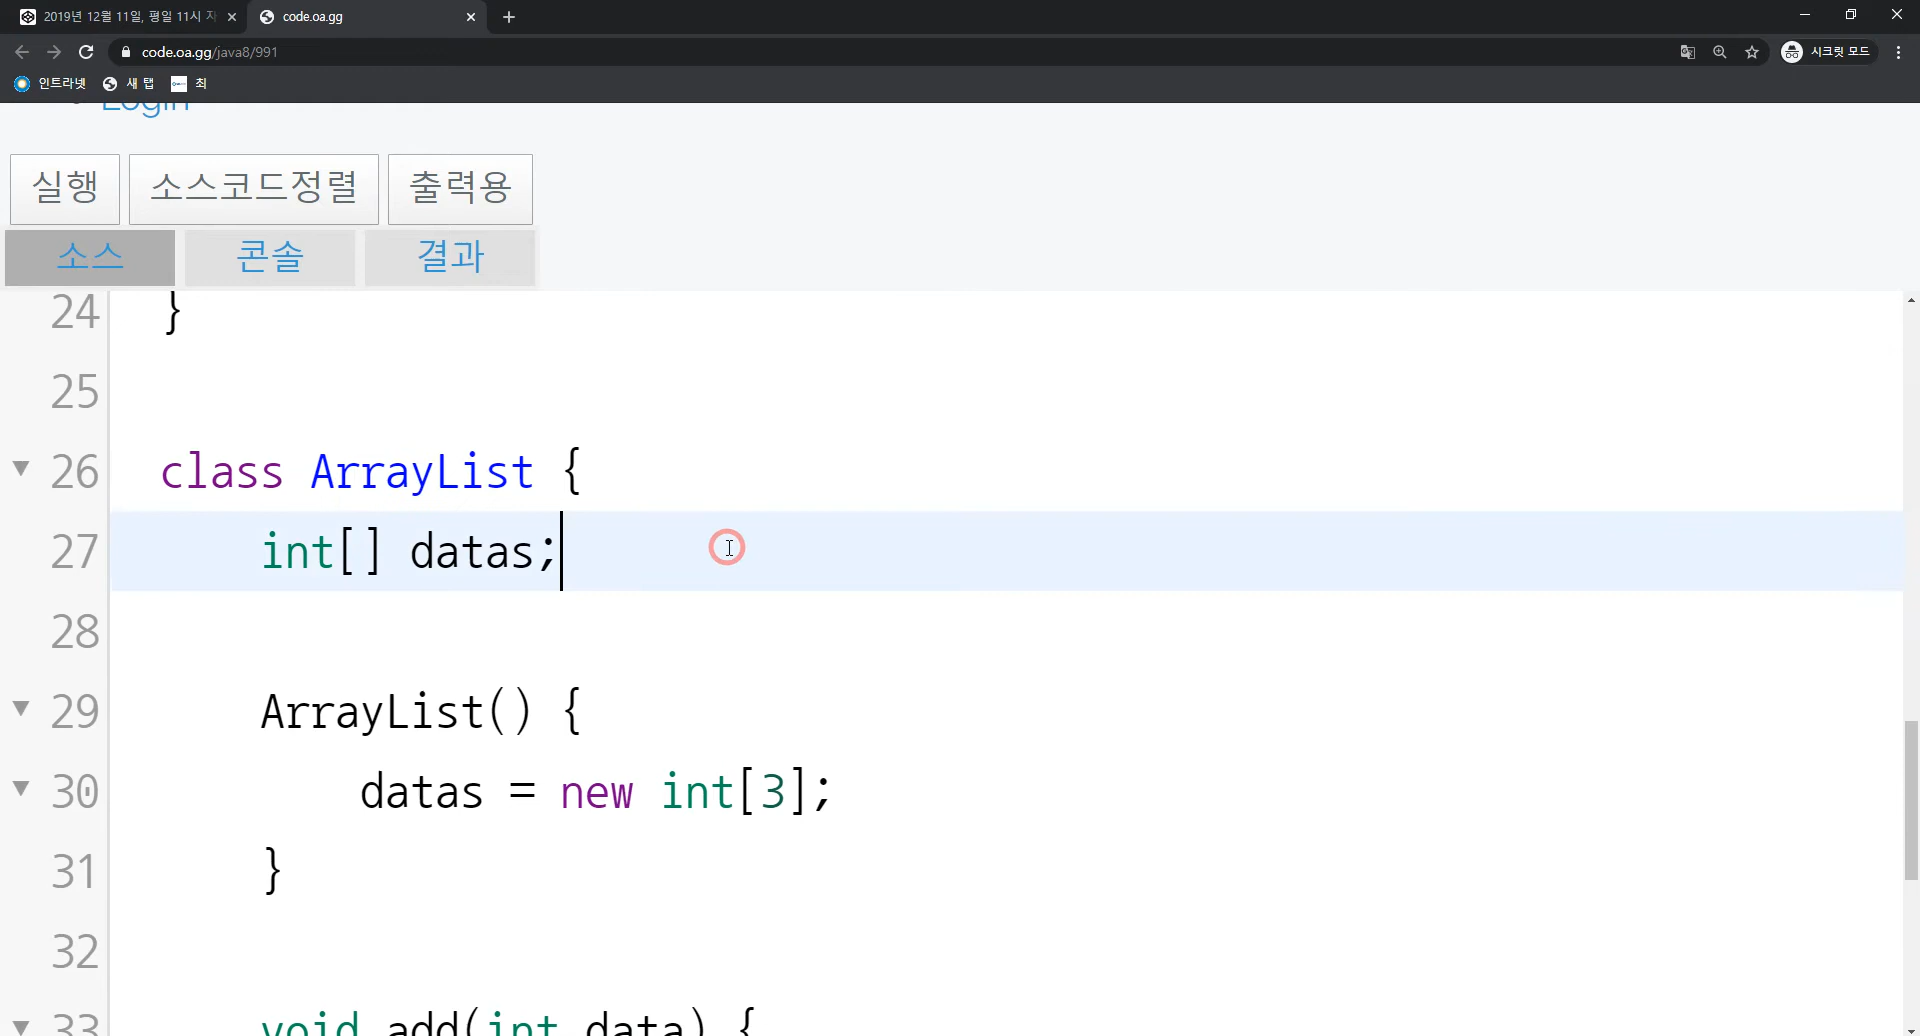 2019년 12월 11일, 평일 11시 자
code.oa.gg
code.oa.gg/java8/991
시크릿 모드
인트라넷
새 탭
최
Login
실행
소스코드정렬
출력용
소스
콘솔
결과
24 }
25
26 class ArrayList {
27 int[] datas;
28
29 ArrayList() {
30 datas = new int[3];
31 }
32
33 void add(int data) {